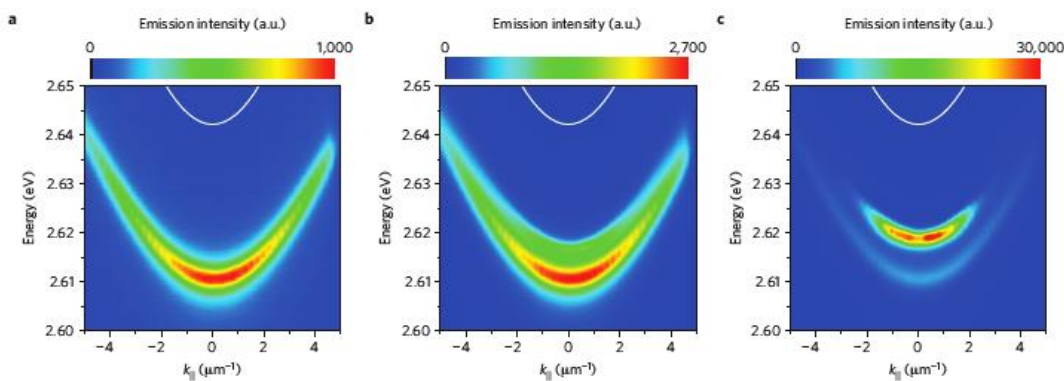 a b c
Emission intensity (a.u.) Emission intensity (a.u.) Emission intensity (a.u.)
0 1,000 0 2,700 0 30,000
2.65 2.65 2.65
2.64 2.64 2.64
2.63 2.63 2.63
2.62 2.62 2.62
2.61 2.61 2.61
2.60 2.60 2.60
Energy (eV) Energy (eV) Energy (eV)
−4 −2 0 2 4 −4 −2 0 2 4 −4 −2 0 2 4
k∥ (μm⁻¹) k∥ (μm⁻¹) k∥ (μm⁻¹)